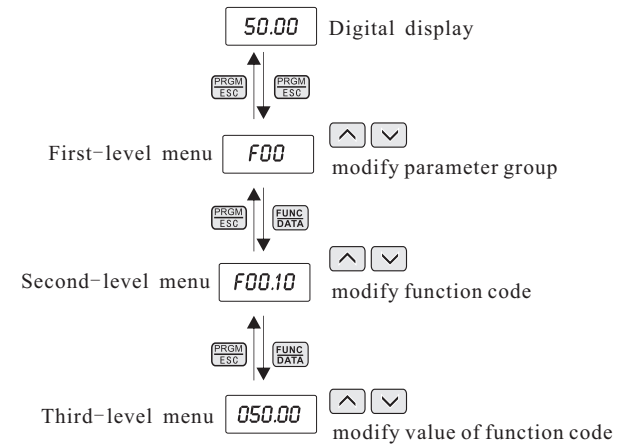 50.00 Digital display
PRGM ESC PRGM ESC
First-level menu F00
modify parameter group
PRGM ESC FUNC DATA
Second-level menu F00.10
modify function code
PRGM ESC FUNC DATA
Third-level menu 050.00
modify value of function code